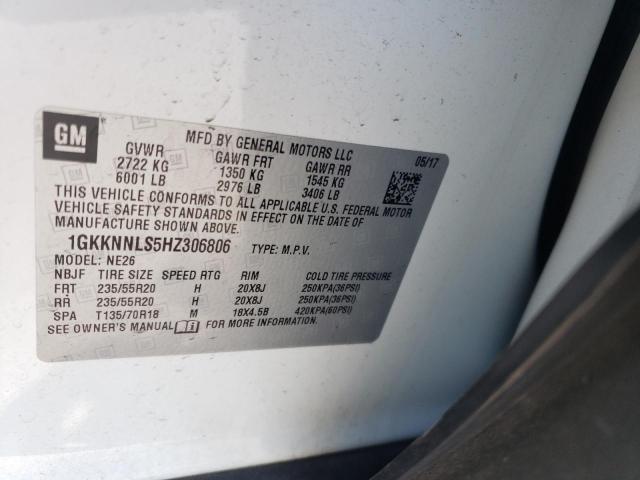 GM
MFD BY GENERAL MOTORS LLC 05/17
GVWR GAWR FRT GAWR RR
2722 KG 1350 KG 1545 KG
6001 LB 2976 LB 3406 LB
THIS VEHICLE CONFORMS TO ALL APPLICABLE U.S. FEDERAL MOTOR
VEHICLE SAFETY STANDARDS IN EFFECT ON THE DATE OF
MANUFACTURE SHOWN ABOVE.
1GKKNNLS5HZ306806 TYPE: M.P.V.
MODEL: NE26
NBJF TIRE SIZE SPEED RTG RIM COLD TIRE PRESSURE
FRT 235/55R20 H 20X8J 250KPA(36PSI)
RR 235/55R20 H 20X8J 250KPA(36PSI)
SPA T135/70R18 M 18X4.5B 420KPA(60PSI)
SEE OWNER'S MANUAL FOR MORE INFORMATION.